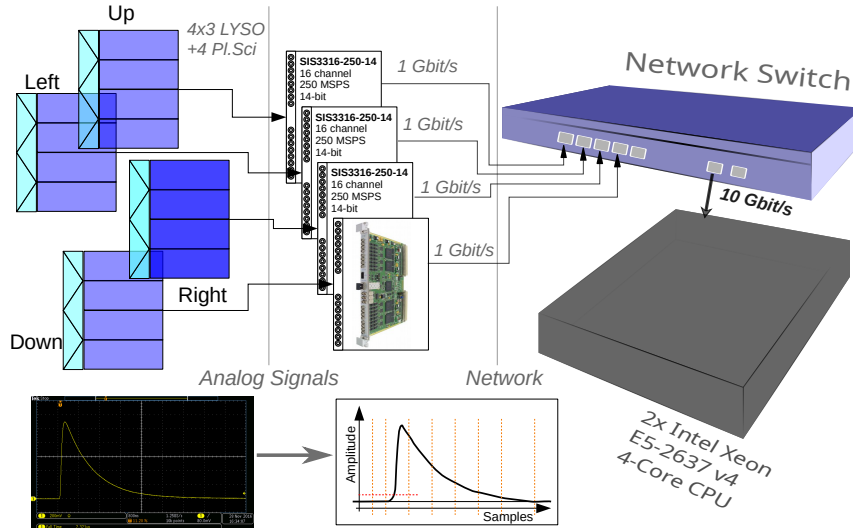 Up
4x3 LYSO
+4 Pl.Sci
Left
Right
Down
SIS3316-250-14
16 channel
250 MSPS
14-bit
SIS3316-250-14
16 channel
250 MSPS
14-bit
SIS3316-250-14
16 channel
250 MSPS
14-bit
1 Gbit/s
1 Gbit/s
1 Gbit/s
1 Gbit/s
Network Switch
10 Gbit/s
2x Intel Xeon
E5-2637 v4
4-Core CPU
Analog Signals
Network
Amplitude
Samples